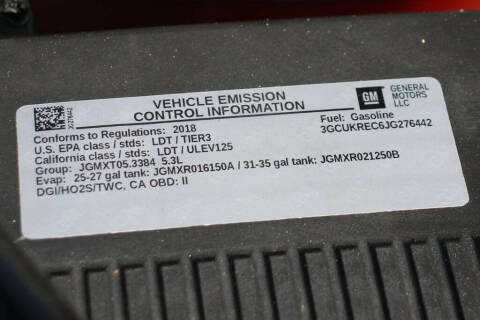 JG276442
VEHICLE EMISSION
CONTROL INFORMATION
GM
GENERAL
MOTORS
LLC
Conforms to Regulations: 2018
Fuel: Gasoline
U.S. EPA class / stds: LDT / TIER3
3GCUKREC6JG276442
California class / stds: LDT / ULEV125
Group: JGMXT05.3384 5.3L
Evap: 25-27 gal tank: JGMXR016150A / 31-35 gal tank: JGMXR021250B
DGI/HO2S/TWC, CA OBD: II